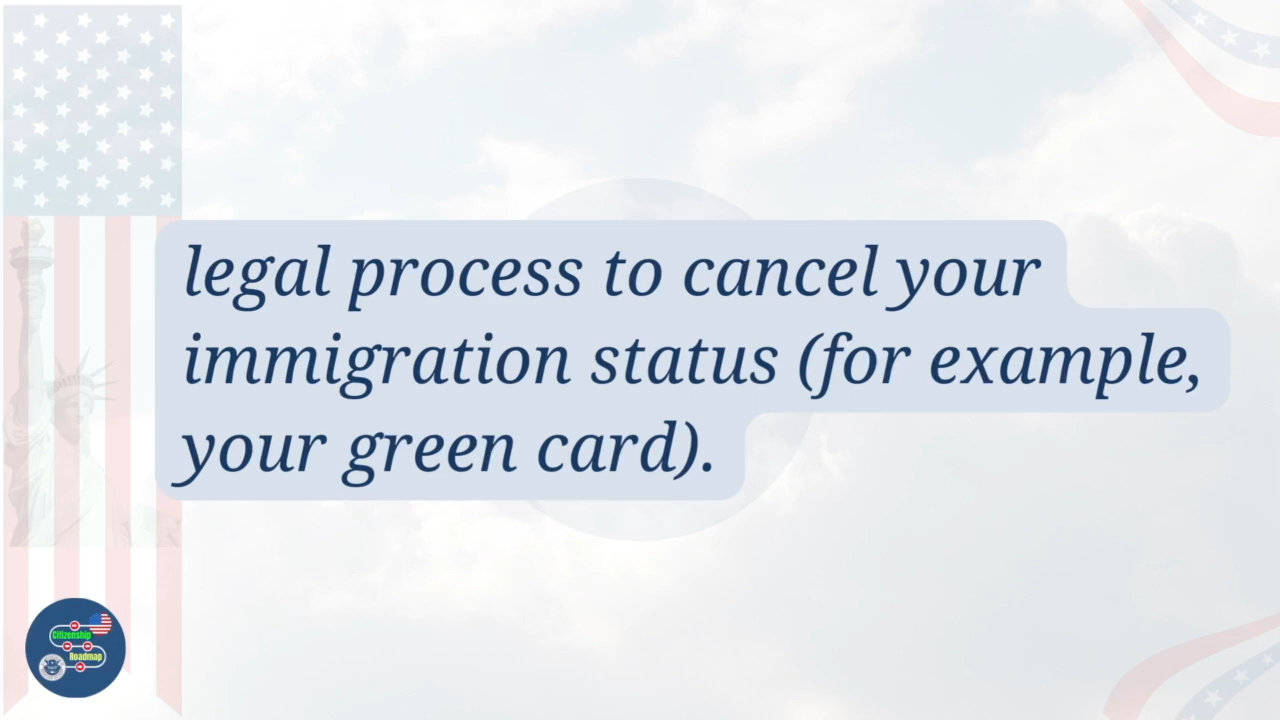 legal process to cancel your
immigration status (for example,
your green card).
Citizenship
Roadmap